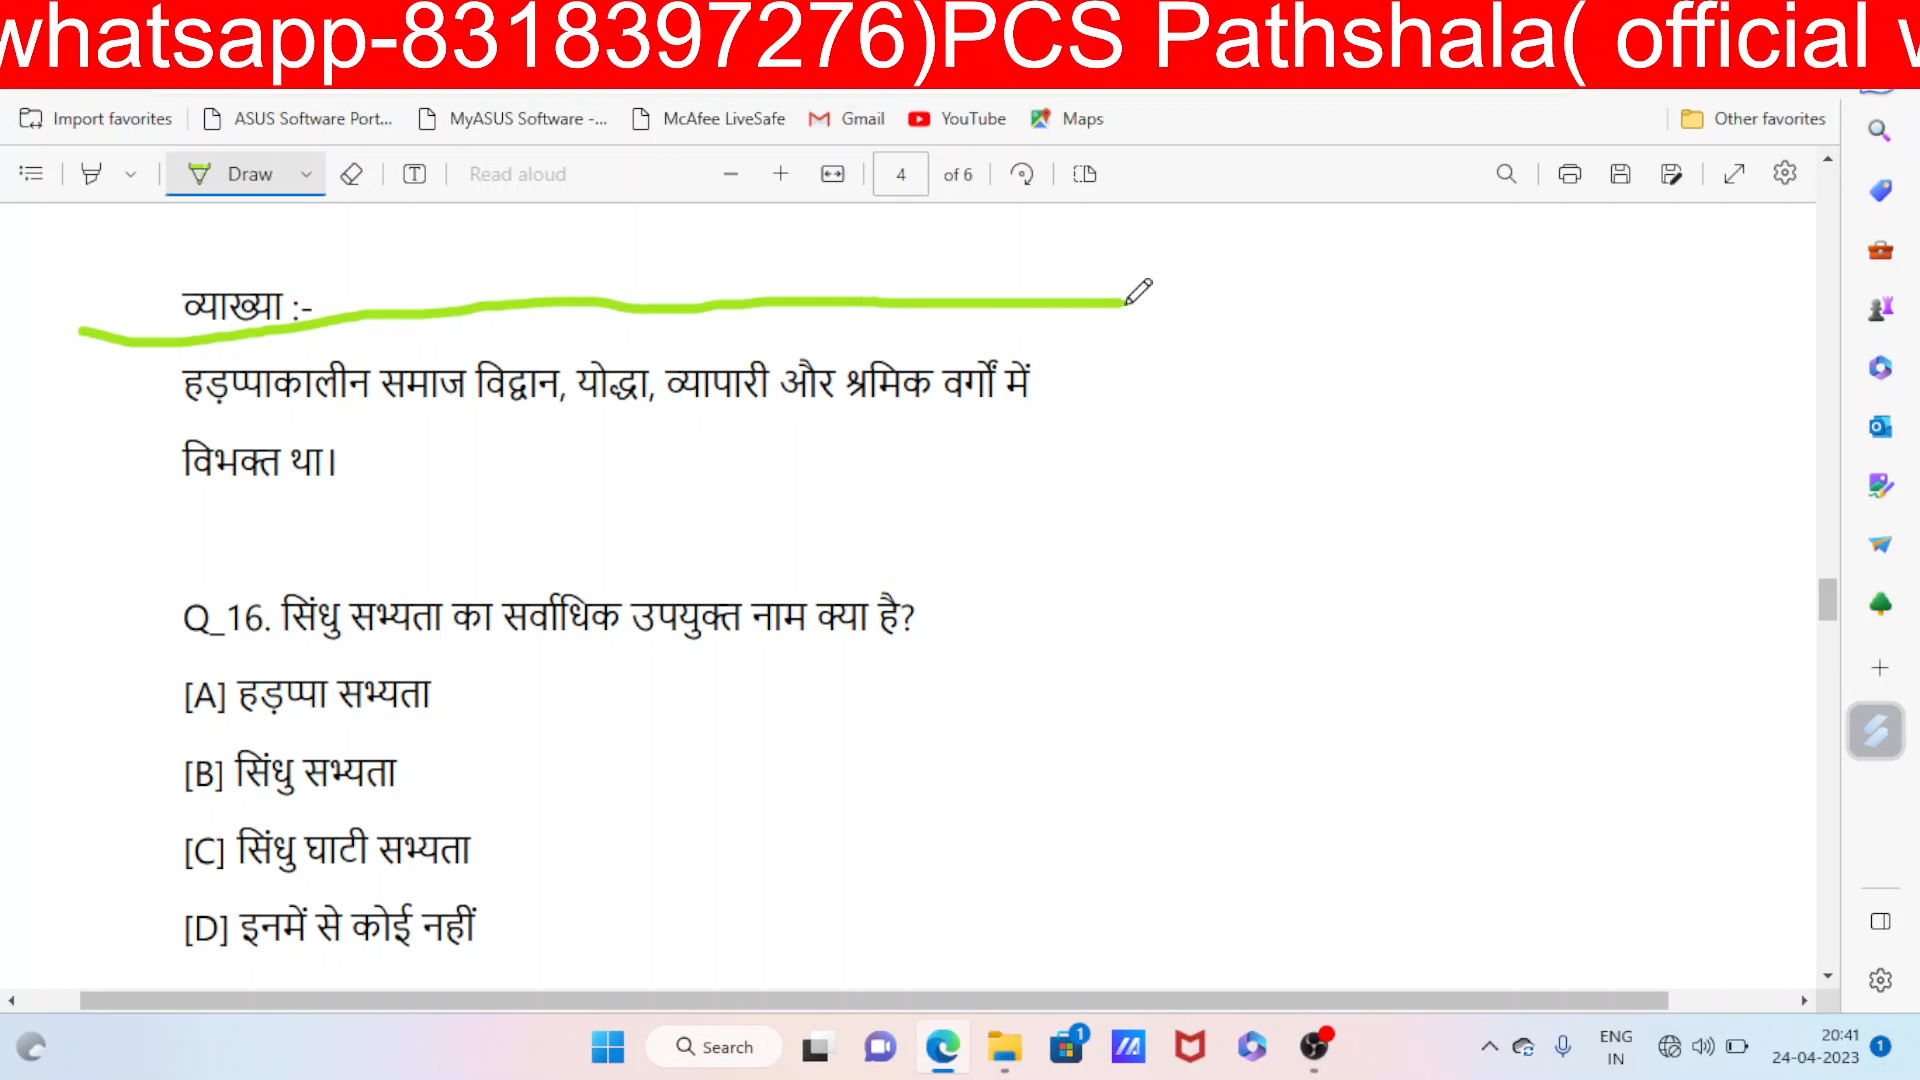 whatsapp-8318397276)PCS Pathshala( official
Import favorites
ASUS Software Port...
MyASUS Software -...
McAfee LiveSafe
Gmail
YouTube
Maps
Other favorites
Draw
Read aloud
4
of 6
व्याख्या :-
हड़प्पाकालीन समाज विद्वान, योद्धा, व्यापारी और श्रमिक वर्गों में
विभक्त था।
Q_16. सिंधु सभ्यता का सर्वाधिक उपयुक्त नाम क्या है?
[A] हड़प्पा सभ्यता
[B] सिंधु सभ्यता
[C] सिंधु घाटी सभ्यता
[D] इनमें से कोई नहीं
Search
1
ENG
IN
20:41
24-04-2023
1